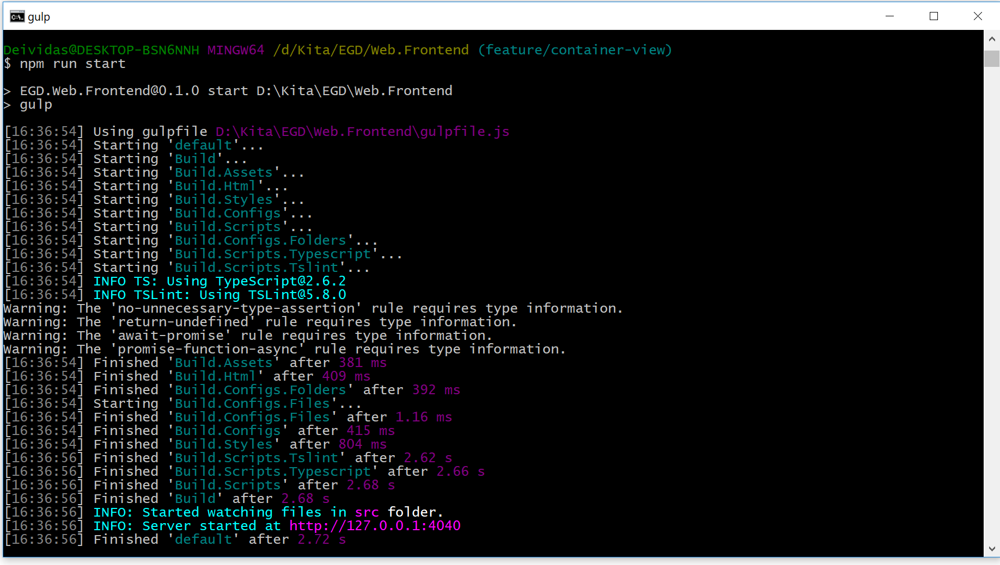 gulp
Deividas@DESKTOP-BSN6NNH MINGW64 /d/Kita/EGD/Web.Frontend (feature/container-view)
$ npm run start
> EGD.Web.Frontend@0.1.0 start D:\Kita\EGD\Web.Frontend
> gulp
[16:36:54] Using gulpfile D:\Kita\EGD\Web.Frontend\gulpfile.js
[16:36:54] Starting 'default'...
[16:36:54] Starting 'Build'...
[16:36:54] Starting 'Build.Assets'...
[16:36:54] Starting 'Build.Html'...
[16:36:54] Starting 'Build.Styles'...
[16:36:54] Starting 'Build.Configs'...
[16:36:54] Starting 'Build.Scripts'...
[16:36:54] Starting 'Build.Configs.Folders'...
[16:36:54] Starting 'Build.Scripts.Typescript'...
[16:36:54] Starting 'Build.Scripts.Tslint'...
[16:36:54] INFO TS: Using TypeScript@2.6.2
[16:36:54] INFO TSLint: Using TSLint@5.8.0
Warning: The 'no-unnecessary-type-assertion' rule requires type information.
Warning: The 'return-undefined' rule requires type information.
Warning: The 'await-promise' rule requires type information.
Warning: The 'promise-function-async' rule requires type information.
[16:36:54] Finished 'Build.Assets' after 381 ms
[16:36:54] Finished 'Build.Html' after 409 ms
[16:36:54] Finished 'Build.Configs.Folders' after 392 ms
[16:36:54] Starting 'Build.Configs.Files'...
[16:36:54] Finished 'Build.Configs.Files' after 1.16 ms
[16:36:54] Finished 'Build.Configs' after 415 ms
[16:36:54] Finished 'Build.Styles' after 804 ms
[16:36:56] Finished 'Build.Scripts.Tslint' after 2.62 s
[16:36:56] Finished 'Build.Scripts.Typescript' after 2.66 s
[16:36:56] Finished 'Build.Scripts' after 2.68 s
[16:36:56] Finished 'Build' after 2.68 s
[16:36:56] INFO: Started watching files in src folder.
[16:36:56] INFO: Server started at http://127.0.0.1:4040
[16:36:56] Finished 'default' after 2.72 s